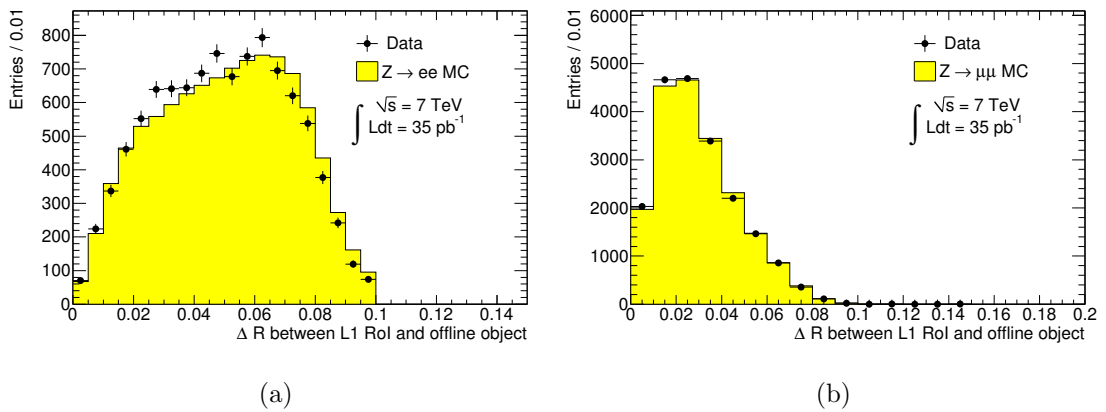 Entries / 0.01
800
700
600
500
400
300
200
100
0
Data
Z → ee MC
√s = 7 TeV
∫ Ldt = 35 pb⁻¹
0 0.02 0.04 0.06 0.08 0.1 0.12 0.14
Δ R between L1 RoI and offline object
(a)
Entries / 0.01
6000
5000
4000
3000
2000
1000
0
Data
Z → μμ MC
√s = 7 TeV
∫ Ldt = 35 pb⁻¹
0 0.02 0.04 0.06 0.08 0.1 0.12 0.14 0.16 0.18 0.2
Δ R between L1 RoI and offline object
(b)